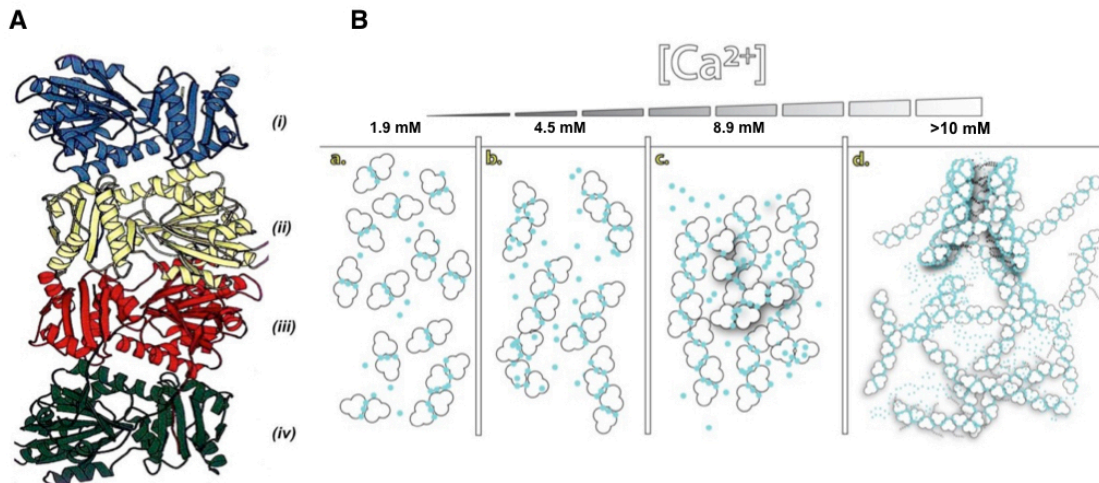 A
B
[Ca²⁺]
1.9 mM 4.5 mM 8.9 mM >10 mM
a. b. c. d.
(i)
(ii)
(iii)
(iv)